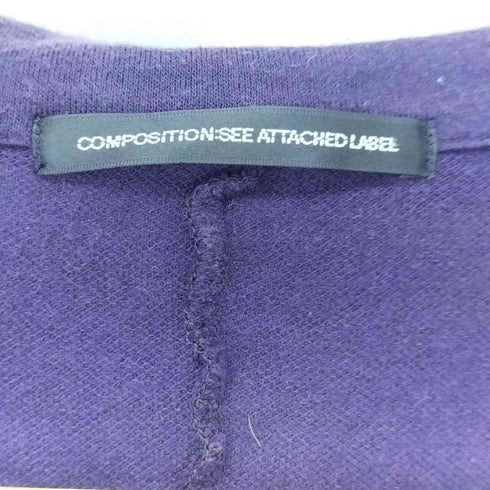 COMPOSITION:SEE ATTACHED LABEL